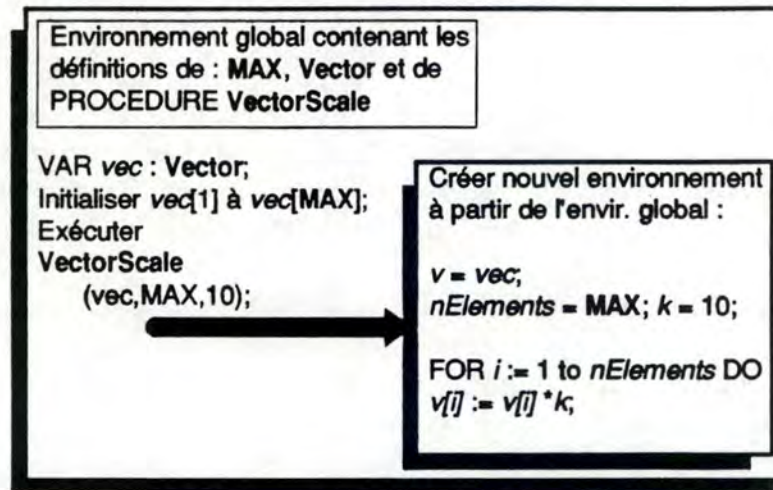 Environnement global contenant les
définitions de : MAX, Vector et de
PROCEDURE VectorScale
VAR vec : Vector;
Initialiser vec[1] à vec[MAX];
Exécuter
VectorScale
(vec,MAX,10);
Créer nouvel environnement
à partir de l'envir. global :
v = vec;
nElements = MAX; k = 10;
FOR i := 1 to nElements DO
v[i] := v[i] *k;